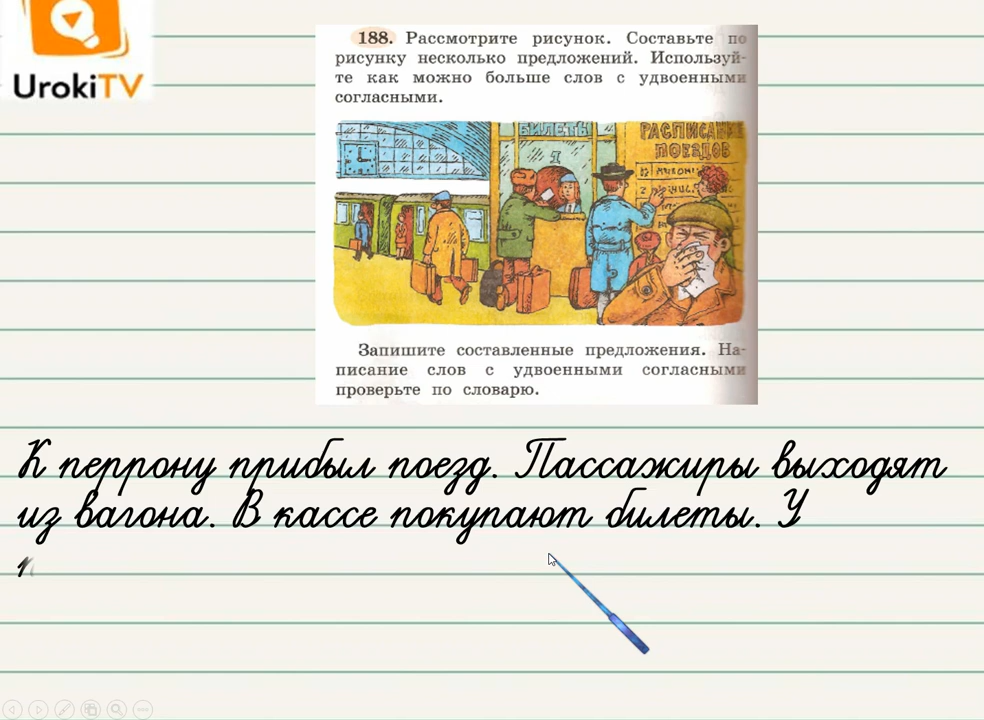 UrokiTV
188. Рассмотрите рисунок. Составьте по
рисунку несколько предложений. Используй-
те как можно больше слов с удвоенными
согласными.
БИЛЕТЫ
1
РАСПИСАНИЕ
ПОЕЗДОВ
Запишите составленные предложения. На-
писание слов с удвоенными согласными
проверьте по словарю.
К перрону прибыл поезд. Пассажиры выходят
из вагона. В кассе покупают билеты. У